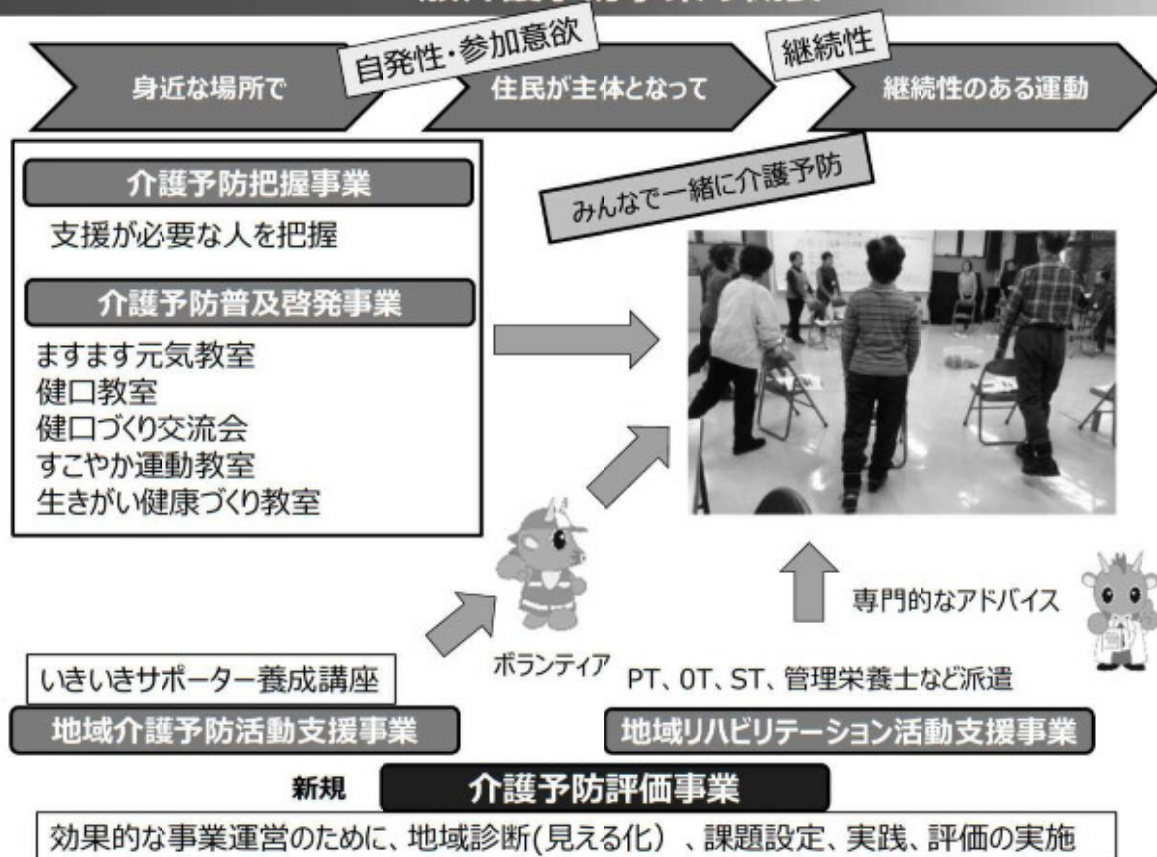 自発性・参加意欲
継続性
身近な場所で
住民が主体となって
継続性のある運動
介護予防把握事業
支援が必要な人を把握
介護予防普及啓発事業
ますます元気教室
健口教室
健口づくり交流会
すこやか運動教室
生きがい健康づくり教室
みんなで一緒に介護予防
ボランティア
専門的なアドバイス
いきいきサポーター養成講座
地域介護予防活動支援事業
PT、OT、ST、管理栄養士など派遣
地域リハビリテーション活動支援事業
新規
介護予防評価事業
効果的な事業運営のために、地域診断(見える化）、課題設定、実践、評価の実施